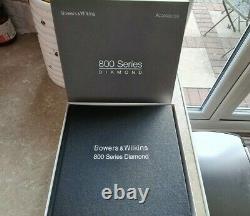 Bowers & Wilkins
Accessories
800 Series
DIAMOND
Bowers & Wilkins
800 Series Diamond